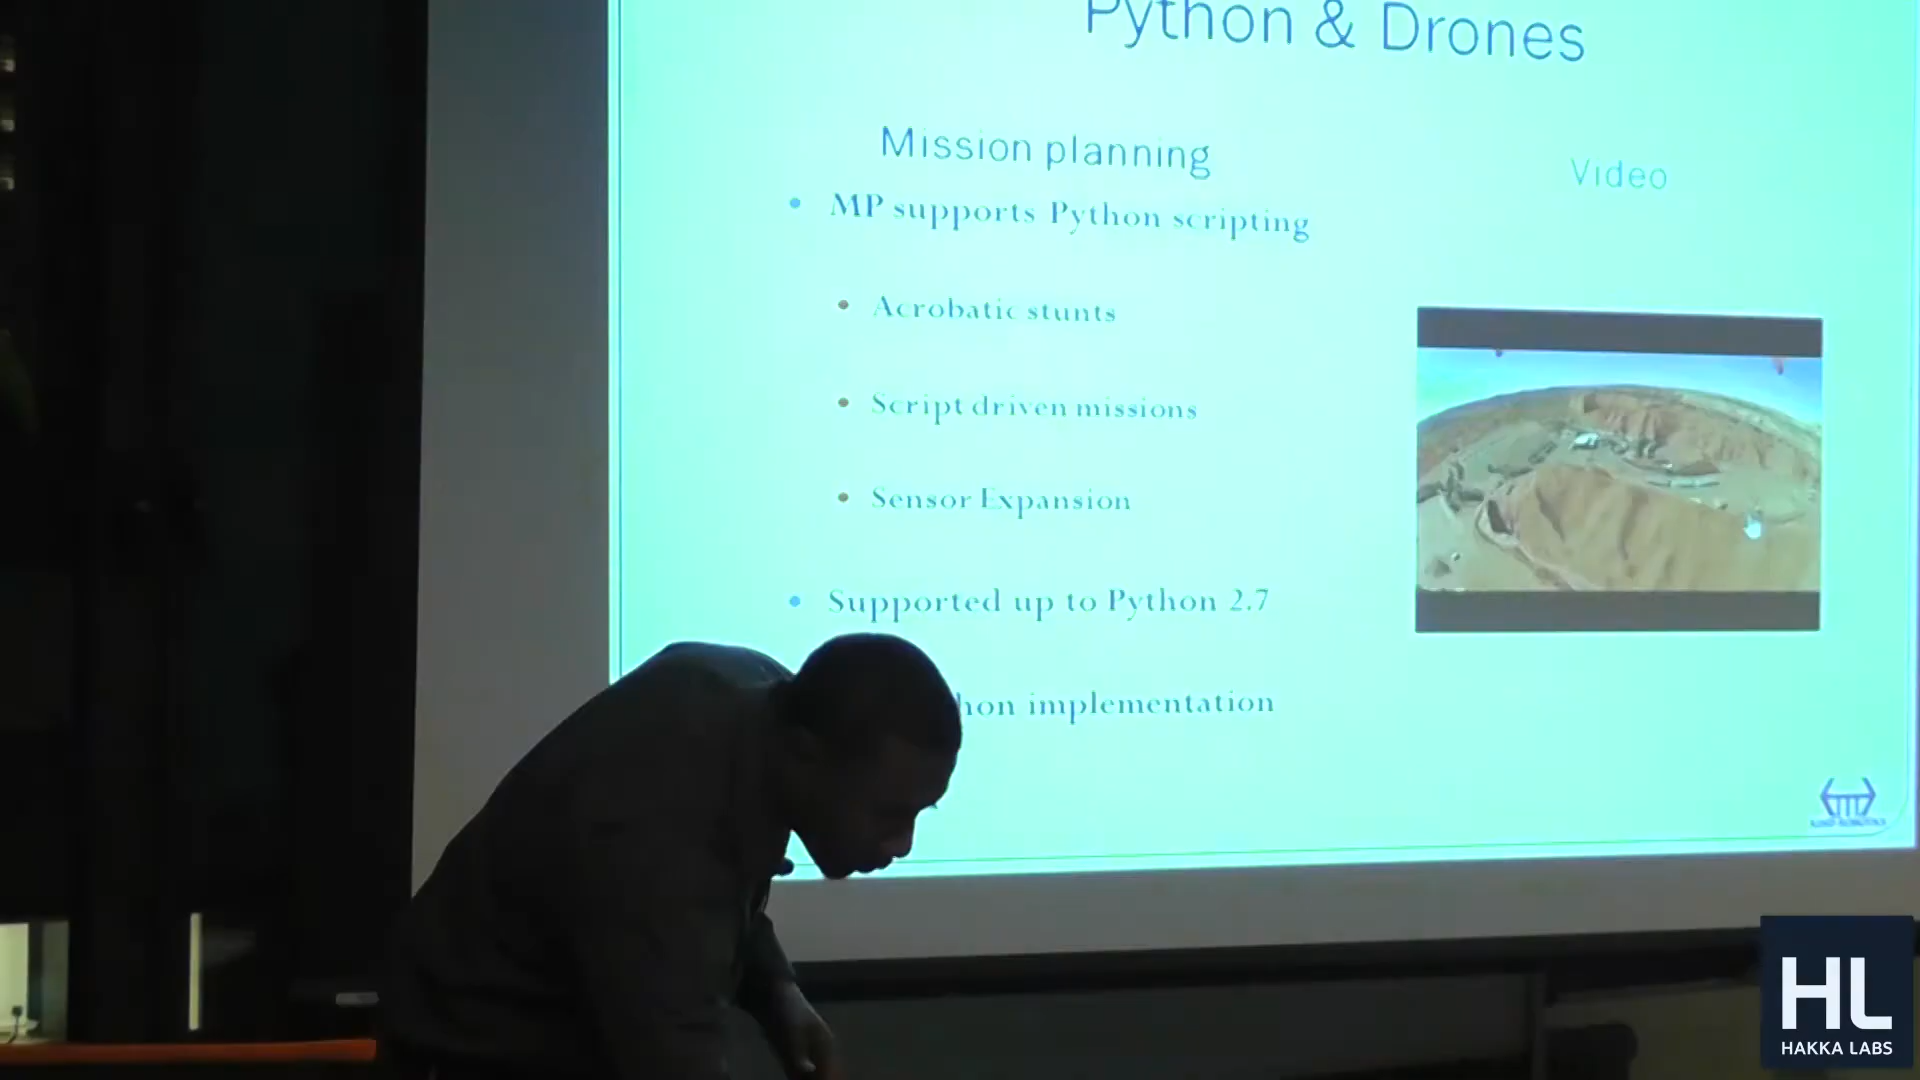 Python & Drones
Mission planning
Video
• MP supports Python scripting
• Acrobatic stunts
• Script driven missions
• Sensor Expansion
• Supported up to Python 2.7
hon implementation
HL
HAKKA LABS